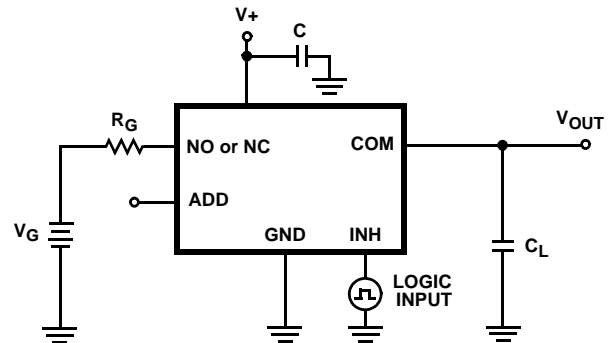 V+
C
RG
VOUT
NO or NC
COM
ADD
VG
GND
INH
CL
LOGIC
INPUT